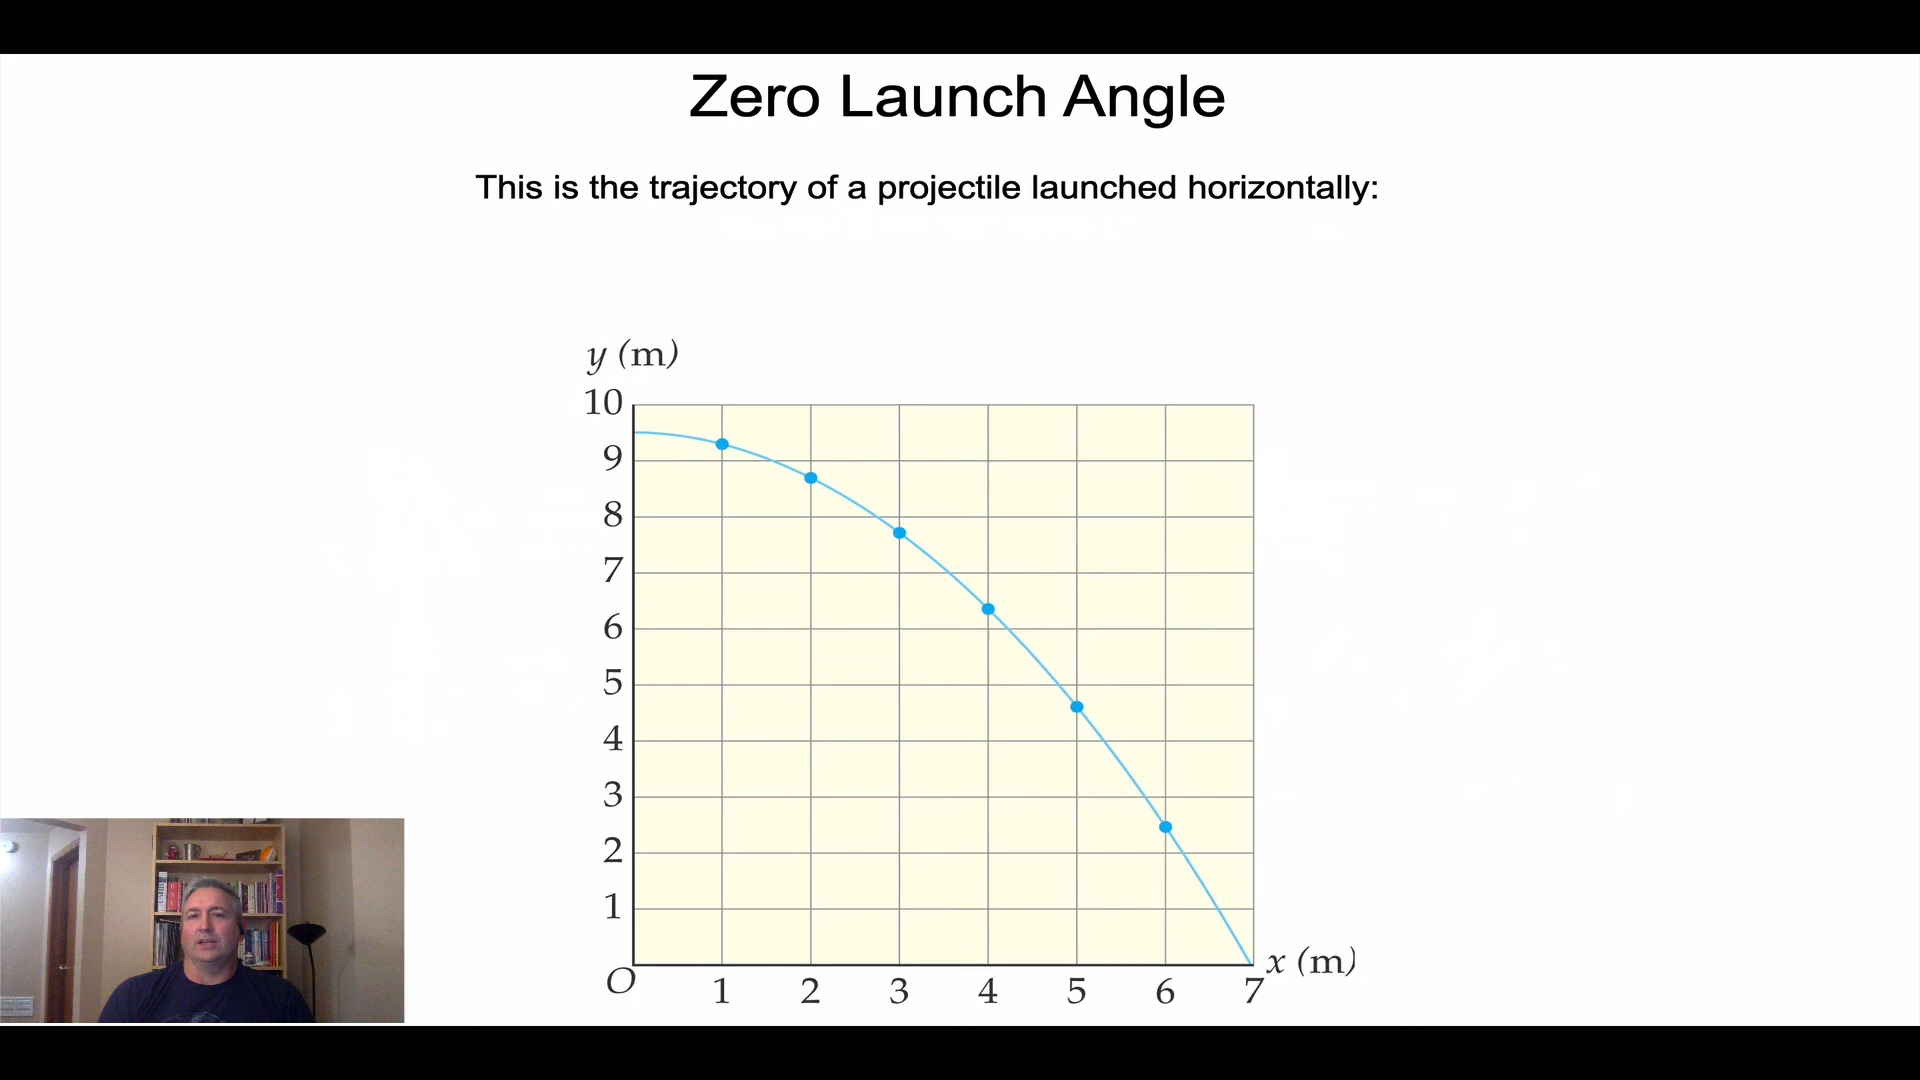 Zero Launch Angle
This is the trajectory of a projectile launched horizontally:
y (m)
10
9
8
7
6
5
4
3
2
1
O
1 2 3 4 5 6 7
x (m)